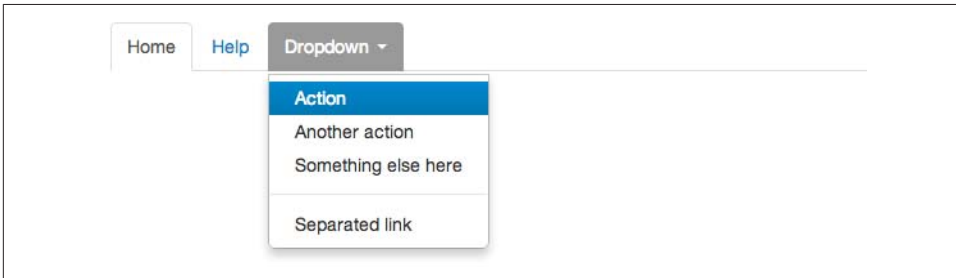 Home Help Dropdown
Action
Another action
Something else here
Separated link